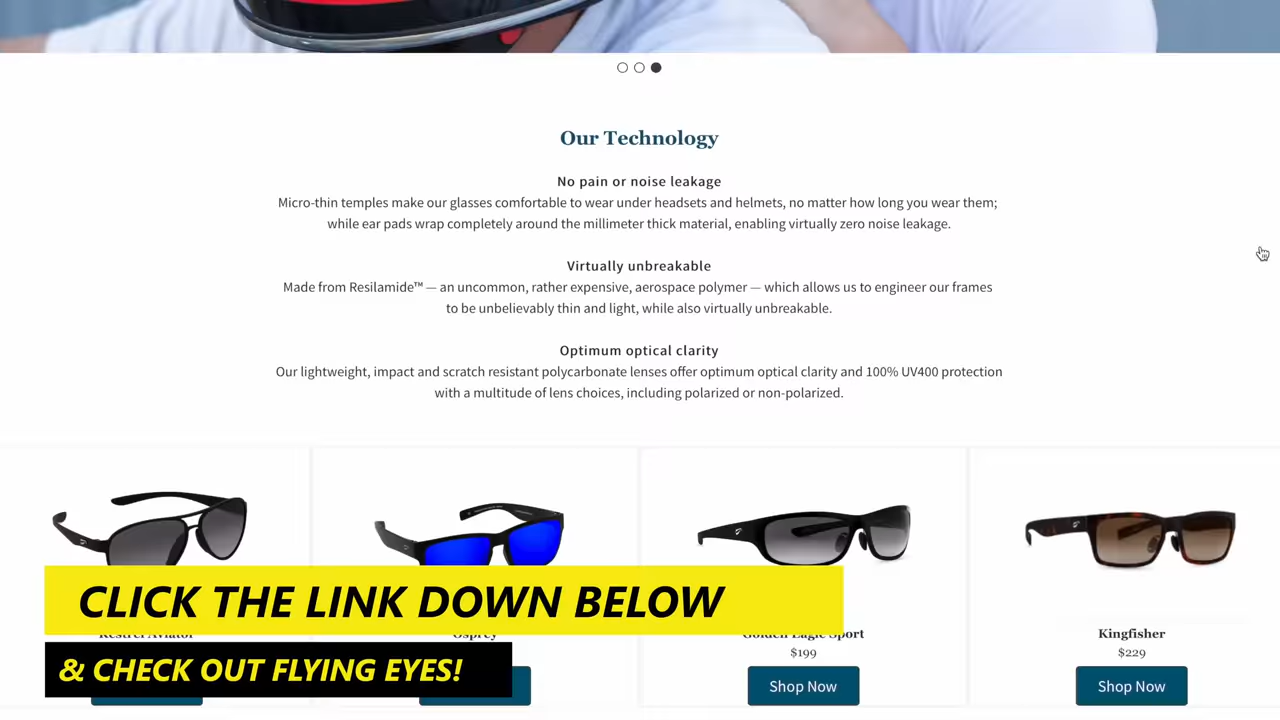 Our Technology
No pain or noise leakage
Micro-thin temples make our glasses comfortable to wear under headsets and helmets, no matter how long you wear them;
while ear pads wrap completely around the millimeter thick material, enabling virtually zero noise leakage.
Virtually unbreakable
Made from Resilamide™ — an uncommon, rather expensive, aerospace polymer — which allows us to engineer our frames
to be unbelievably thin and light, while also virtually unbreakable.
Optimum optical clarity
Our lightweight, impact and scratch resistant polycarbonate lenses offer optimum optical clarity and 100% UV400 protection
with a multitude of lens choices, including polarized or non-polarized.
CLICK THE LINK DOWN BELOW
Kestrel Aviator
Osprey
Golden Eagle Sport
Kingfisher
$199
$229
& CHECK OUT FLYING EYES!
Shop Now
Shop Now